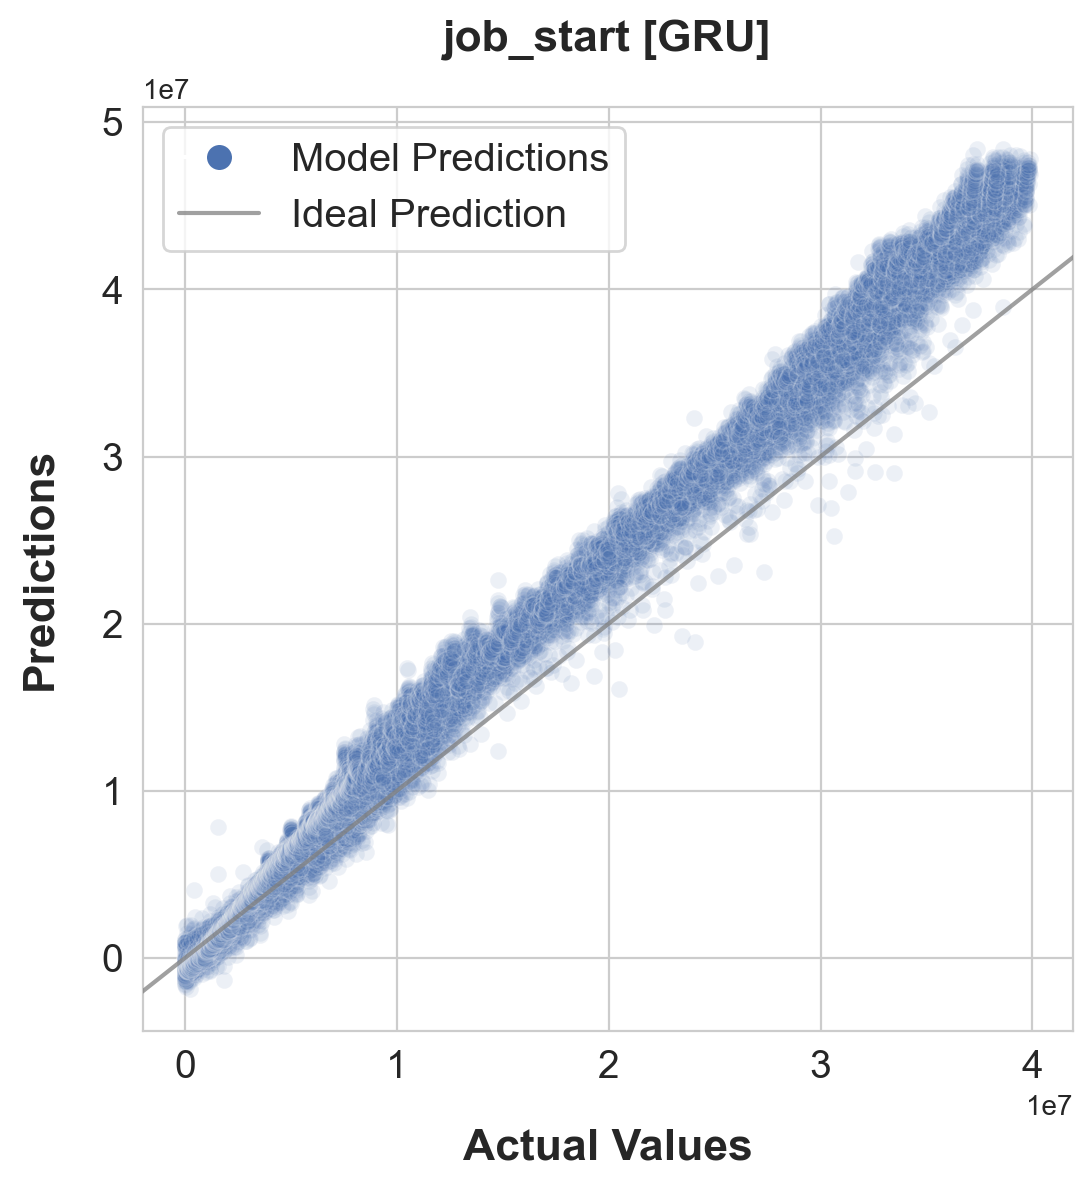 job_start [GRU]
1e7
5
4
3
2
1
0
Model Predictions
Ideal Prediction
Predictions
0 1 2 3 4
1e7
Actual Values